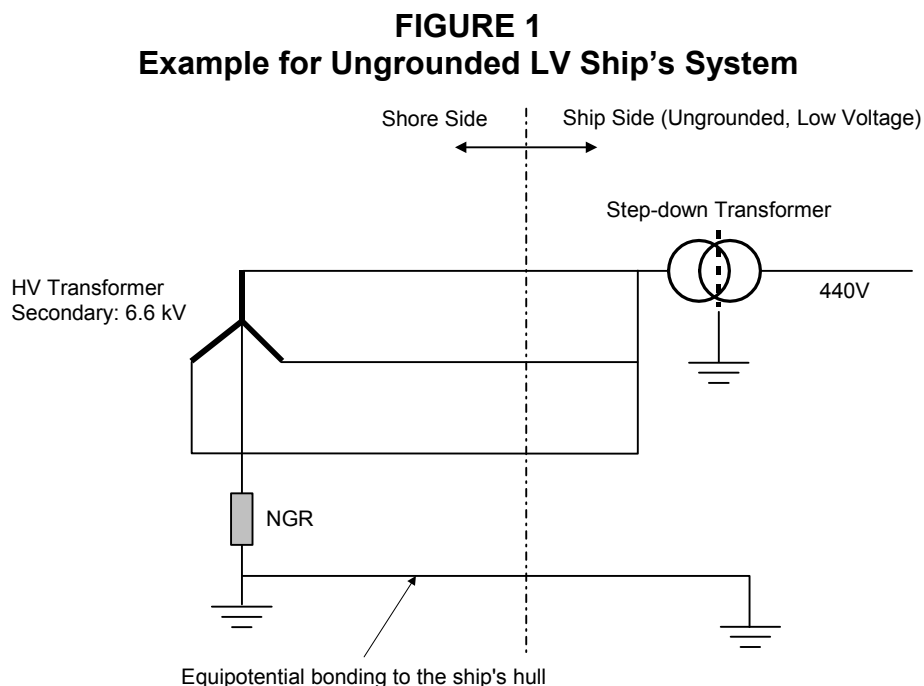 FIGURE 1
Example for Ungrounded LV Ship's System
Shore Side
Ship Side (Ungrounded, Low Voltage)
Step-down Transformer
HV Transformer
Secondary: 6.6 kV
440V
NGR
Equipotential bonding to the ship's hull